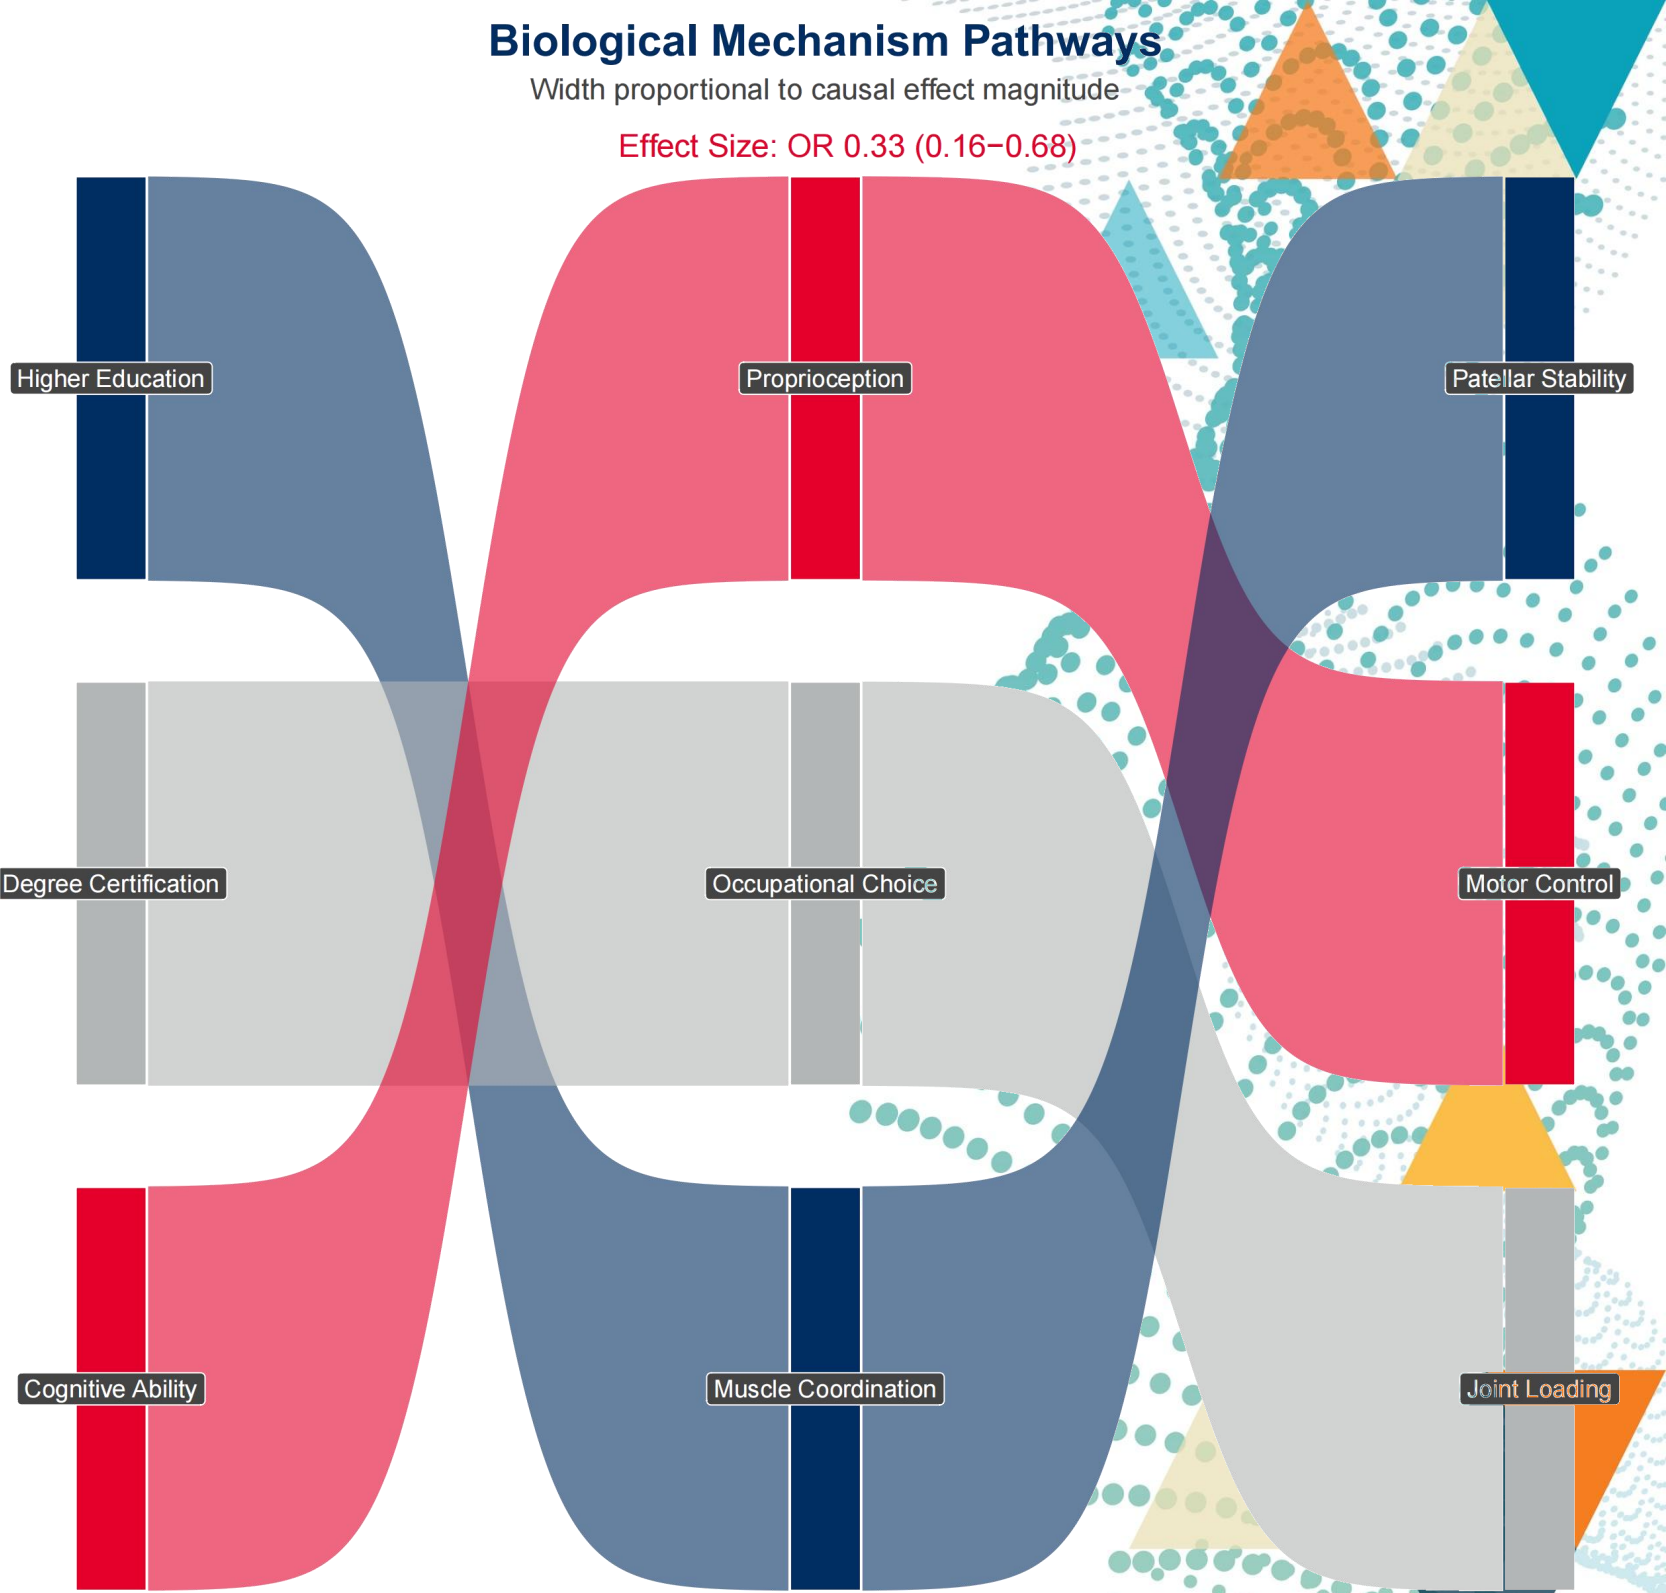 Biological Mechanism Pathways
Width proportional to causal effect magnitude
Effect Size: OR 0.33 (0.16−0.68)
Higher Education
Proprioception
Patellar Stability
Degree Certification
Occupational Choice
Motor Control
Cognitive Ability
Muscle Coordination
Joint Loading